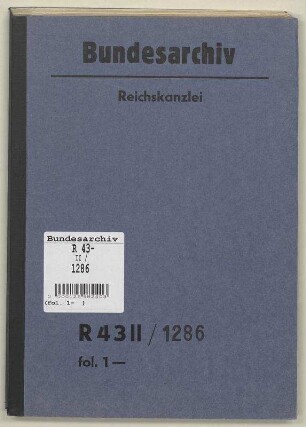 Bundesarchiv
Reichskanzlei
Bundesarchiv
R 43-
II /
1286
(fol. 1- )
R 43 II / 1286
fol. 1—